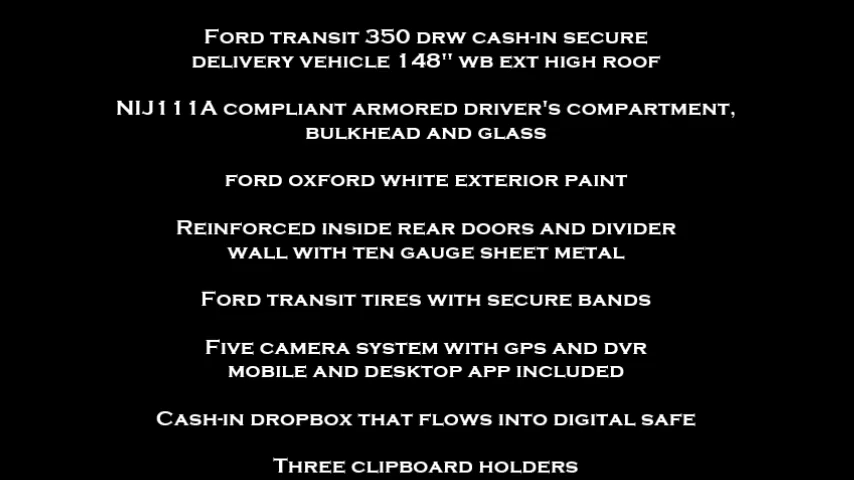 Ford transit 350 drw cash-in secure
delivery vehicle 148" wb ext high roof
NIJ111A compliant armored driver's compartment,
bulkhead and glass
ford oxford white exterior paint
Reinforced inside rear doors and divider
wall with ten gauge sheet metal
Ford transit tires with secure bands
Five camera system with gps and dvr
mobile and desktop app included
Cash-in dropbox that flows into digital safe
Three clipboard holders